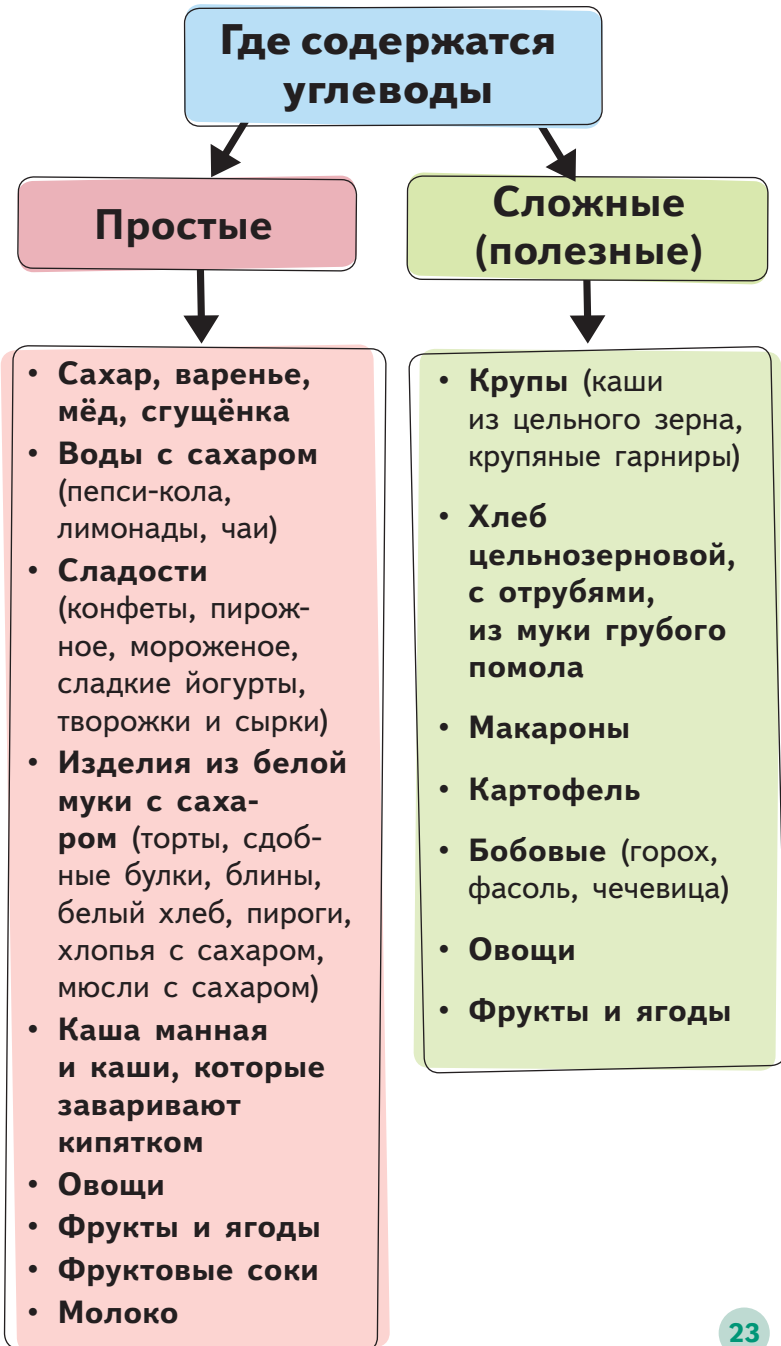 Где содержатся
углеводы
Простые
• Сахар, варенье,
мёд, сгущёнка
• Воды с сахаром
(пепси-кола,
лимонады, чаи)
• Сладости
(конфеты, пирож-
ное, мороженое,
сладкие йогурты,
творожки и сырки)
• Изделия из белой
муки с саха-
ром (торты, сдоб-
ные булки, блины,
белый хлеб, пироги,
хлопья с сахаром,
мюсли с сахаром)
• Каша манная
и каши, которые
заваривают
кипятком
• Овощи
• Фрукты и ягоды
• Фруктовые соки
• Молоко
Сложные
(полезные)
• Крупы (каши
из цельного зерна,
крупяные гарниры)
• Хлеб
цельнозерновой,
с отрубями,
из муки грубого
помола
• Макароны
• Картофель
• Бобовые (горох,
фасоль, чечевица)
• Овощи
• Фрукты и ягоды
23